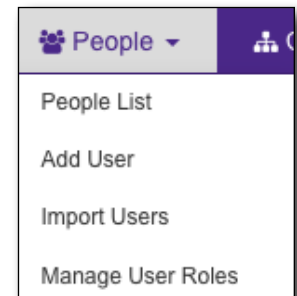 People
People List
Add User
Import Users
Manage User Roles